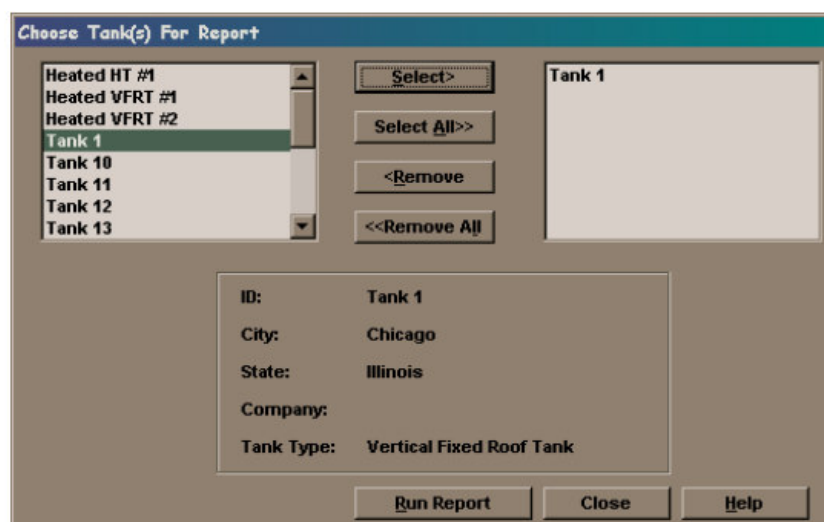 Choose Tank(s) For Report
Heated HT #1
Heated VFRT #1
Heated VFRT #2
Tank 1
Tank 10
Tank 11
Tank 12
Tank 13
Select>
Select All>>
<Remove
<<Remove All
Tank 1
ID: Tank 1
City: Chicago
State: Illinois
Company:
Tank Type: Vertical Fixed Roof Tank
Run Report Close Help